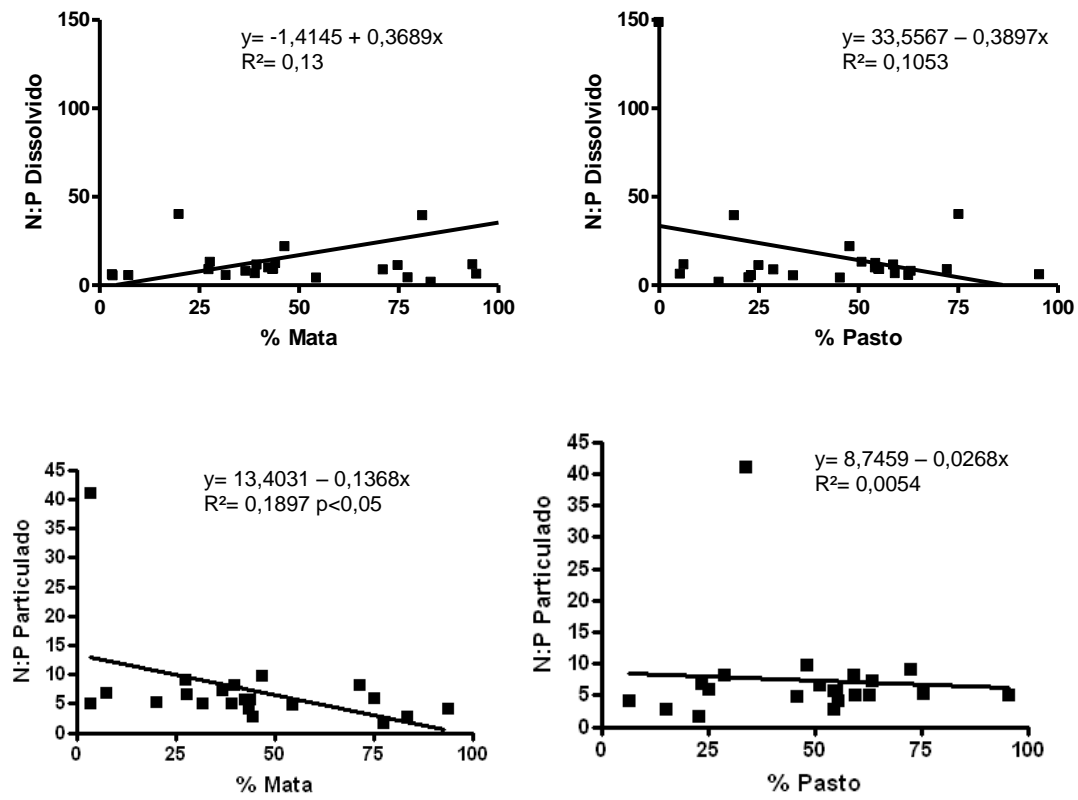 y= -1,4145 + 0,3689x
R²= 0,13
N:P Dissolvido
150
100
50
0
0 25 50 75 100
% Mata
y= 33,5567 – 0,3897x
R²= 0,1053
N:P Dissolvido
150
100
50
0
0 25 50 75 100
% Pasto
y= 13,4031 – 0,1368x
R²= 0,1897 p<0,05
N:P Particulado
45
40
35
30
25
20
15
10
5
0
0 25 50 75 100
% Mata
y= 8,7459 – 0,0268x
R²= 0,0054
N:P Particulado
45
40
35
30
25
20
15
10
5
0
0 25 50 75 100
% Pasto